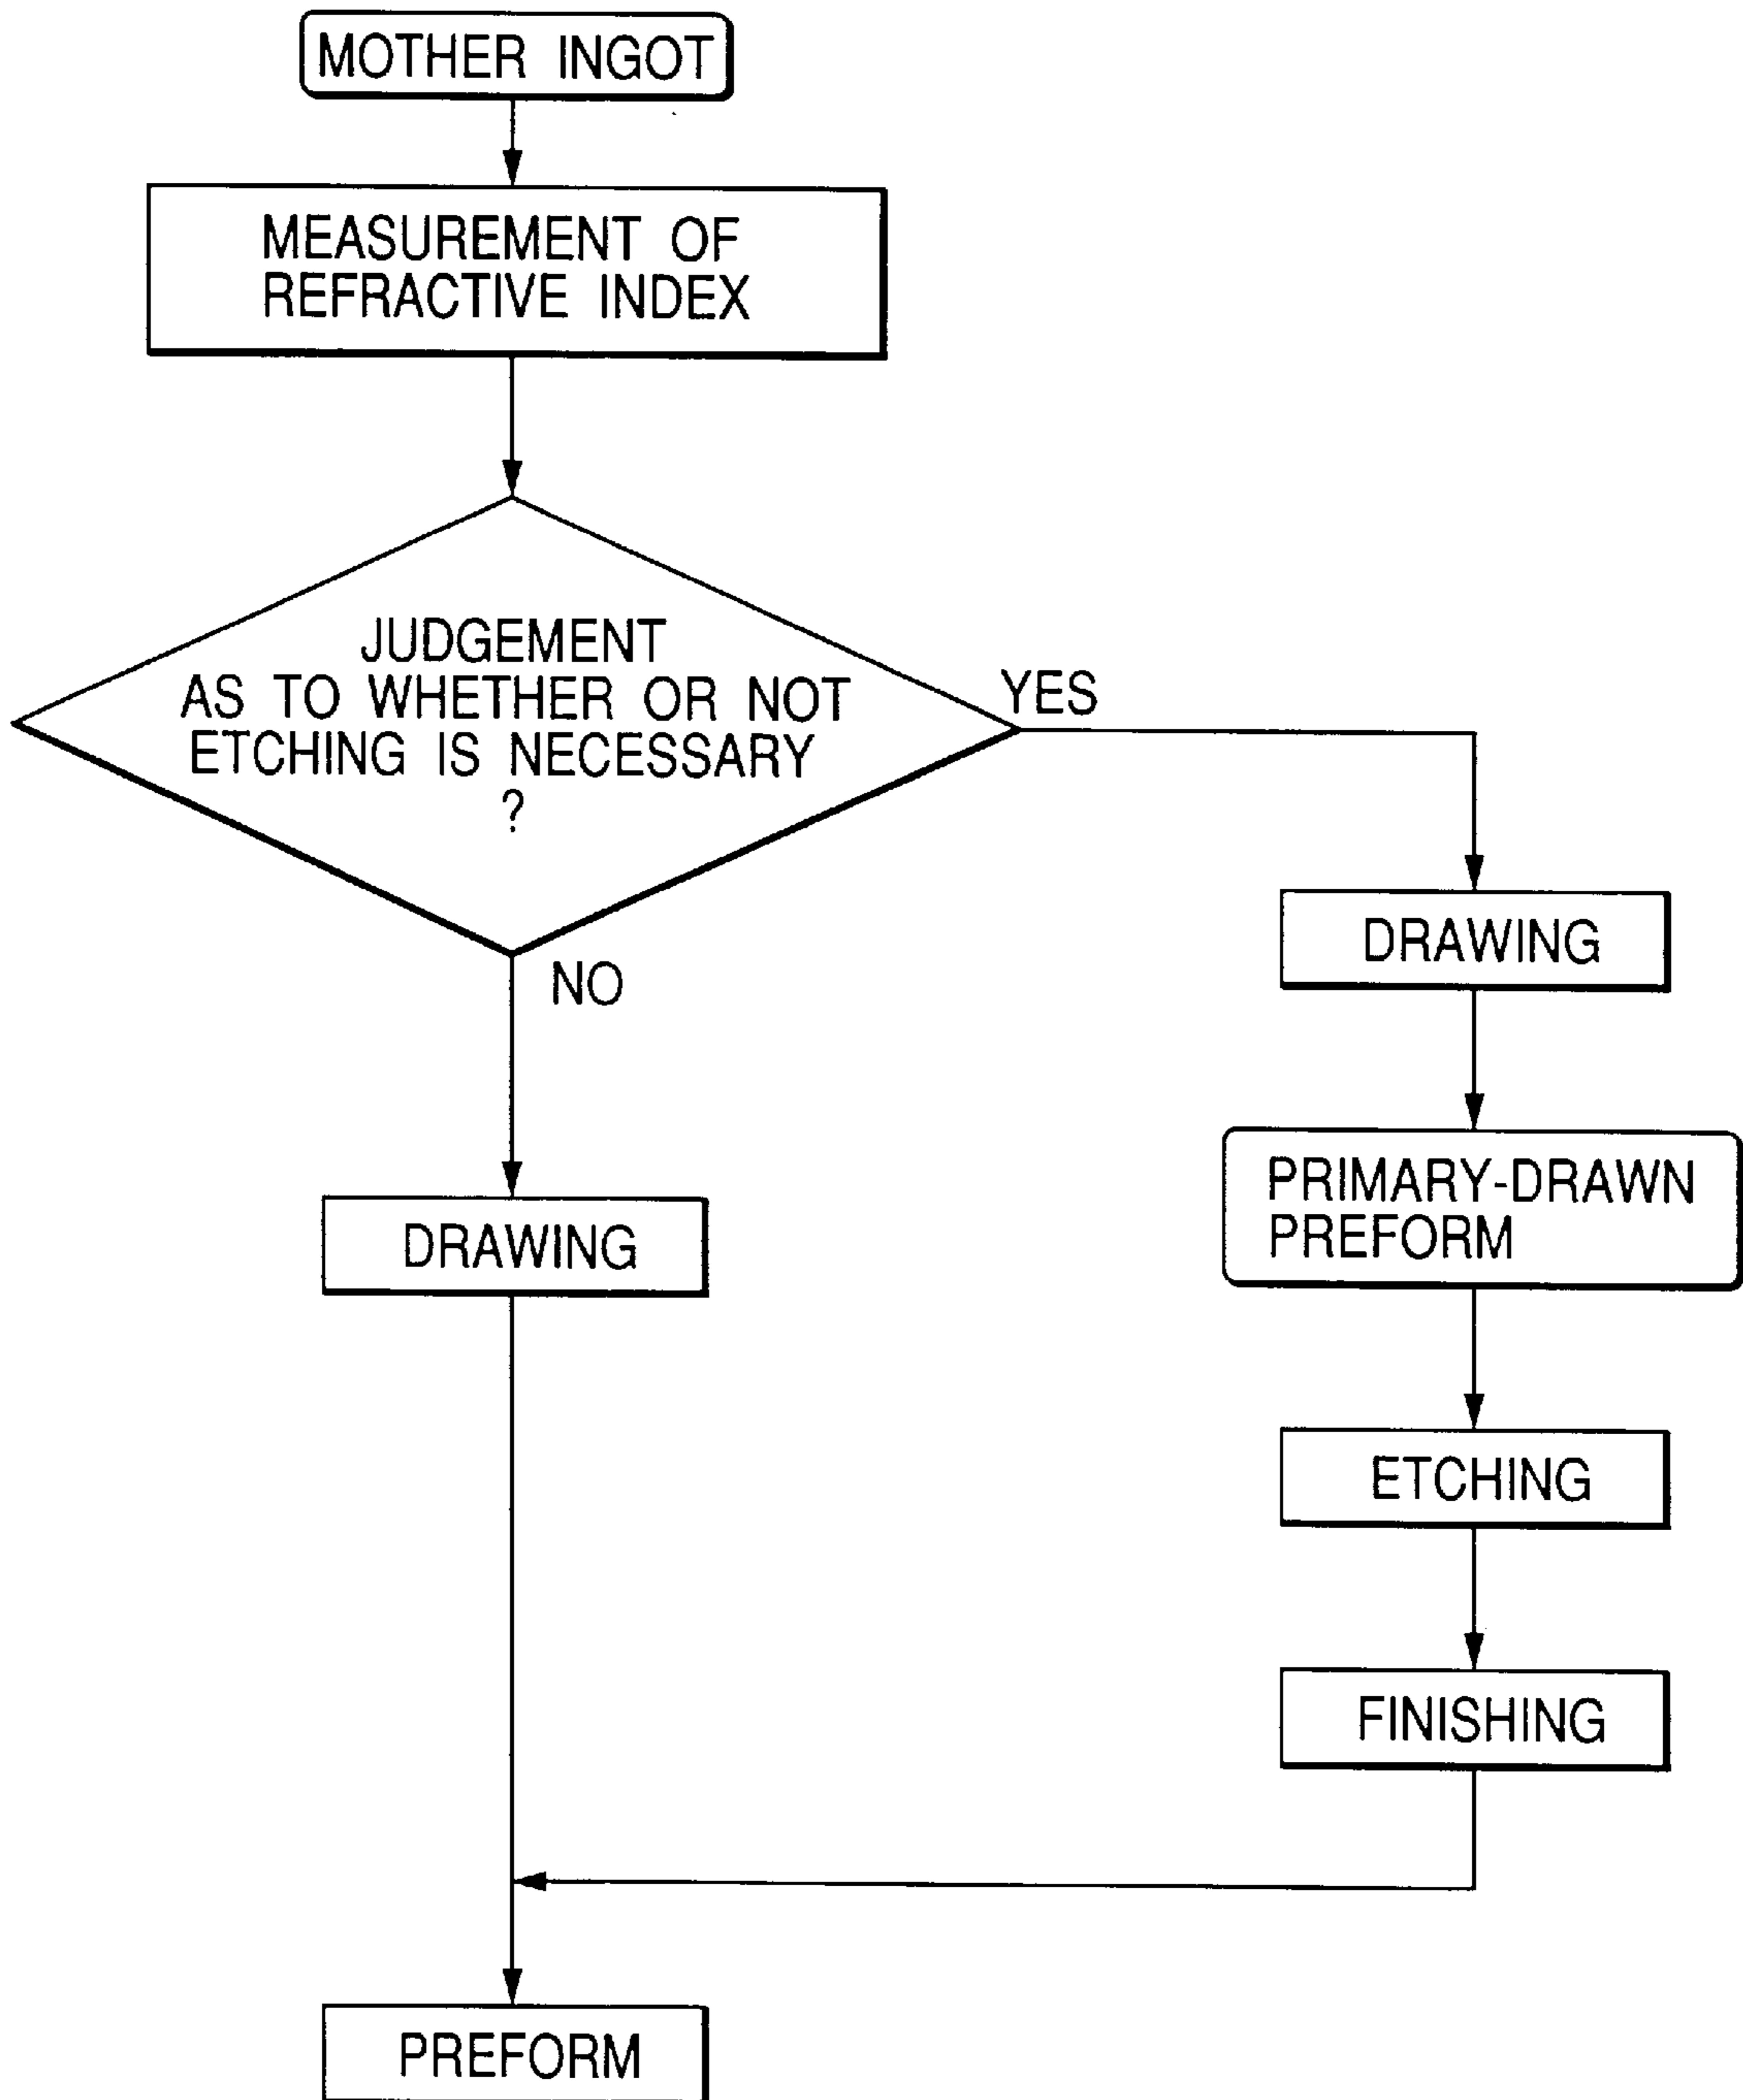 MOTHER INGOT
MEASUREMENT OF
REFRACTIVE INDEX
JUDGEMENT
AS TO WHETHER OR NOT
ETCHING IS NECESSARY
?
YES
NO
DRAWING
PRIMARY-DRAWN
PREFORM
DRAWING
ETCHING
FINISHING
PREFORM